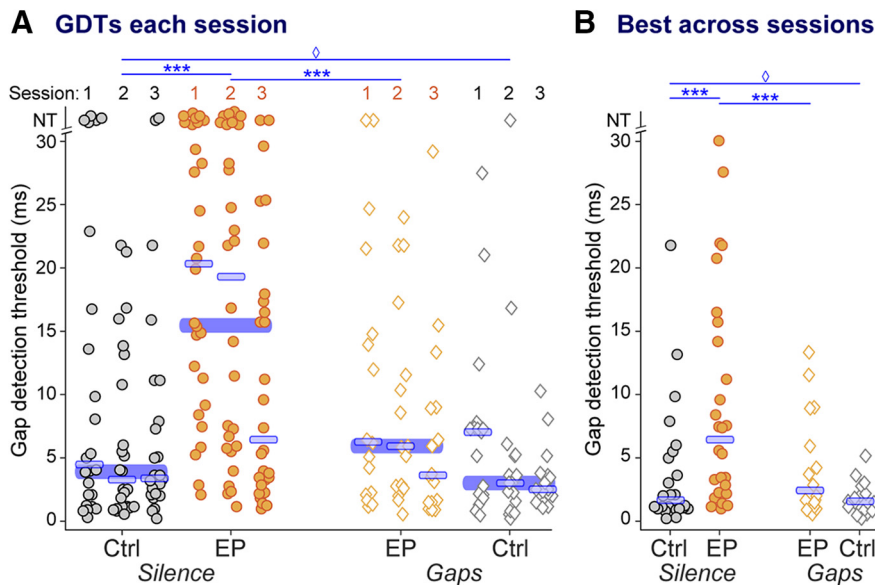 A GDTs each session
B Best across sessions
◊
◊
*** ***
*** ***
Session: 1 2 3 1 2 3 1 2 3 1 2 3
NT NT
30 30
25 25
20 20
15 15
10 10
5 5
0 0
Gap detection threshold (ms)
Gap detection threshold (ms)
Ctrl EP EP Ctrl
Silence Gaps
Ctrl EP EP Ctrl
Silence Gaps